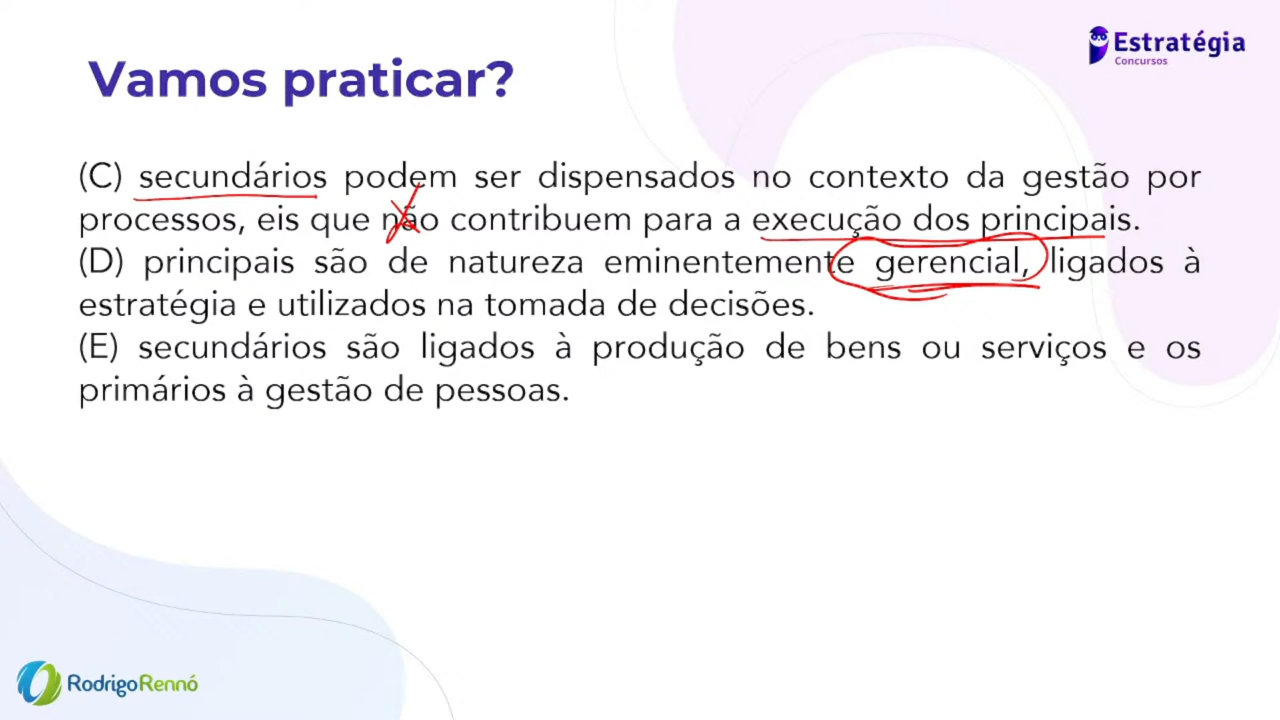 Estratégia
Concursos
Vamos praticar?
(C) secundários podem ser dispensados no contexto da gestão por
processos, eis que não contribuem para a execução dos principais.
(D) principais são de natureza eminentemente gerencial, ligados à
estratégia e utilizados na tomada de decisões.
(E) secundários são ligados à produção de bens ou serviços e os
primários à gestão de pessoas.
RodrigoRennó